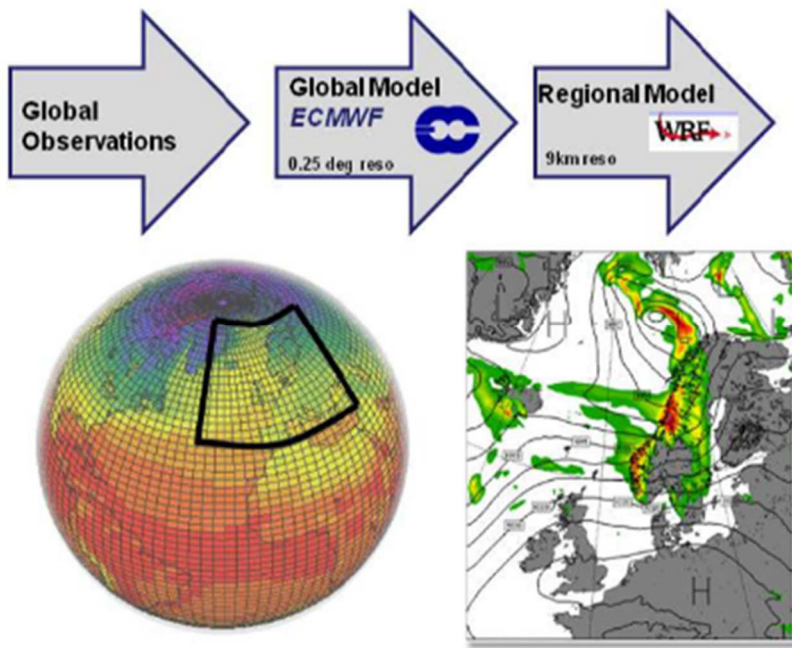 Global
Observations
Global Model
ECMWF
0.25 deg reso
Regional Model
WRF
9km reso
H
L
H
L
H